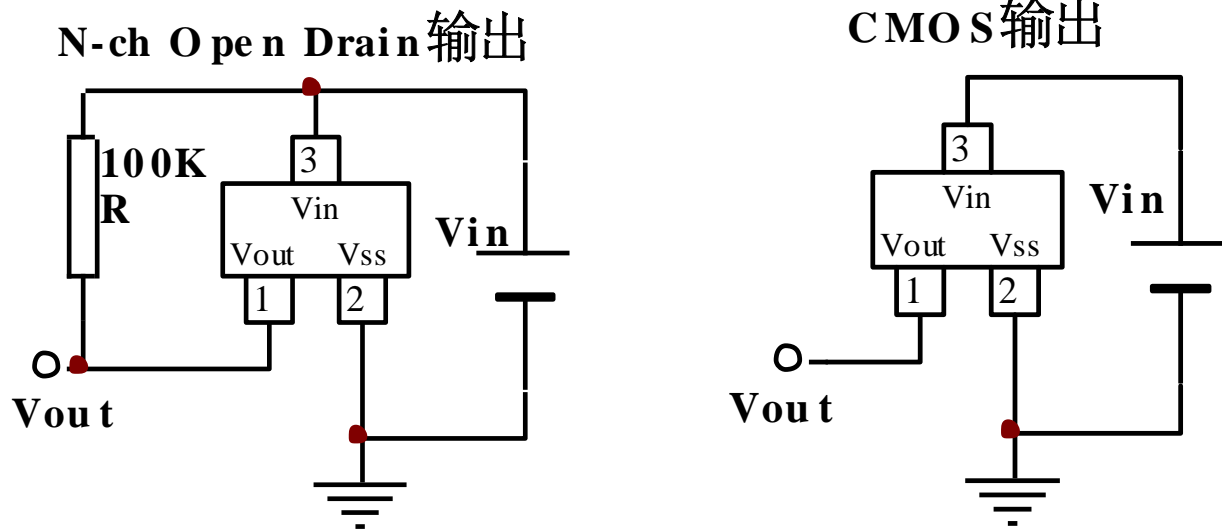 N-ch Open Drain输出
100K
R
3
Vin
Vout Vss
1 2
Vin
Vout
CMOS输出
3
Vin
Vout Vss
1 2
Vin
Vout